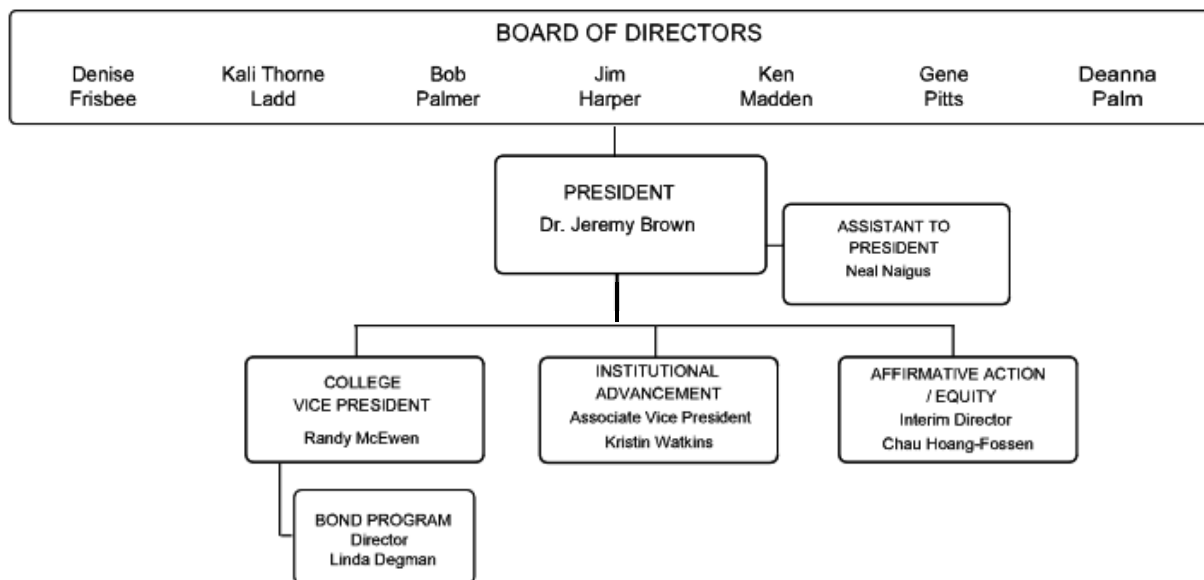 BOARD OF DIRECTORS
Denise Frisbee
Kali Thorne Ladd
Bob Palmer
Jim Harper
Ken Madden
Gene Pitts
Deanna Palm
PRESIDENT
Dr. Jeremy Brown
ASSISTANT TO
PRESIDENT
Neal Naigus
COLLEGE
VICE PRESIDENT
Randy McEwen
INSTITUTIONAL
ADVANCEMENT
Associate Vice President
Kristin Watkins
AFFIRMATIVE ACTION
/ EQUITY
Interim Director
Chau Hoang-Fossen
BOND PROGRAM
Director
Linda Degman